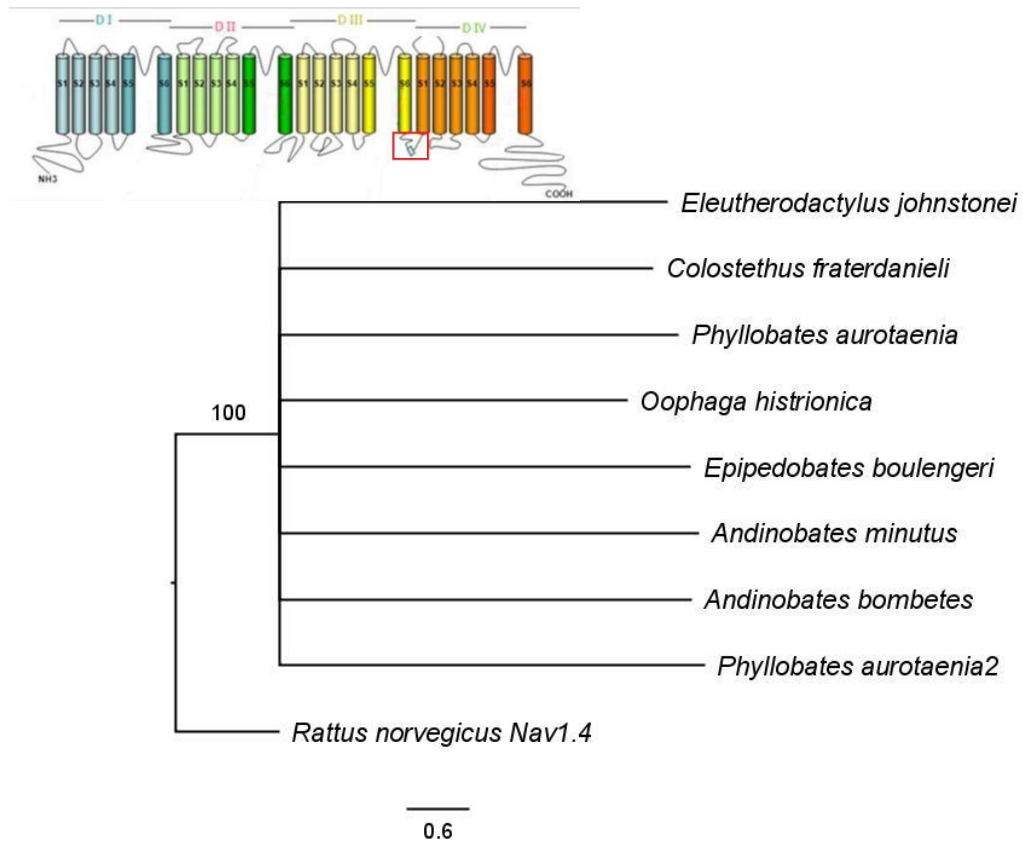 D I D II D III D IV
S1 S2 S3 S4 S5 S6 S1 S2 S3 S4 S5 S6 S1 S2 S3 S4 S5 S6 S1 S2 S3 S4 S5 S6
NH3
COOH
Eleutherodactylus johnstonei
Colostethus fraterdanieli
Phyllobates aurotaenia
100
Oophaga histrionica
Epipedobates boulengeri
Andinobates minutus
Andinobates bombetes
Phyllobates aurotaenia2
Rattus norvegicus Nav1.4
0.6